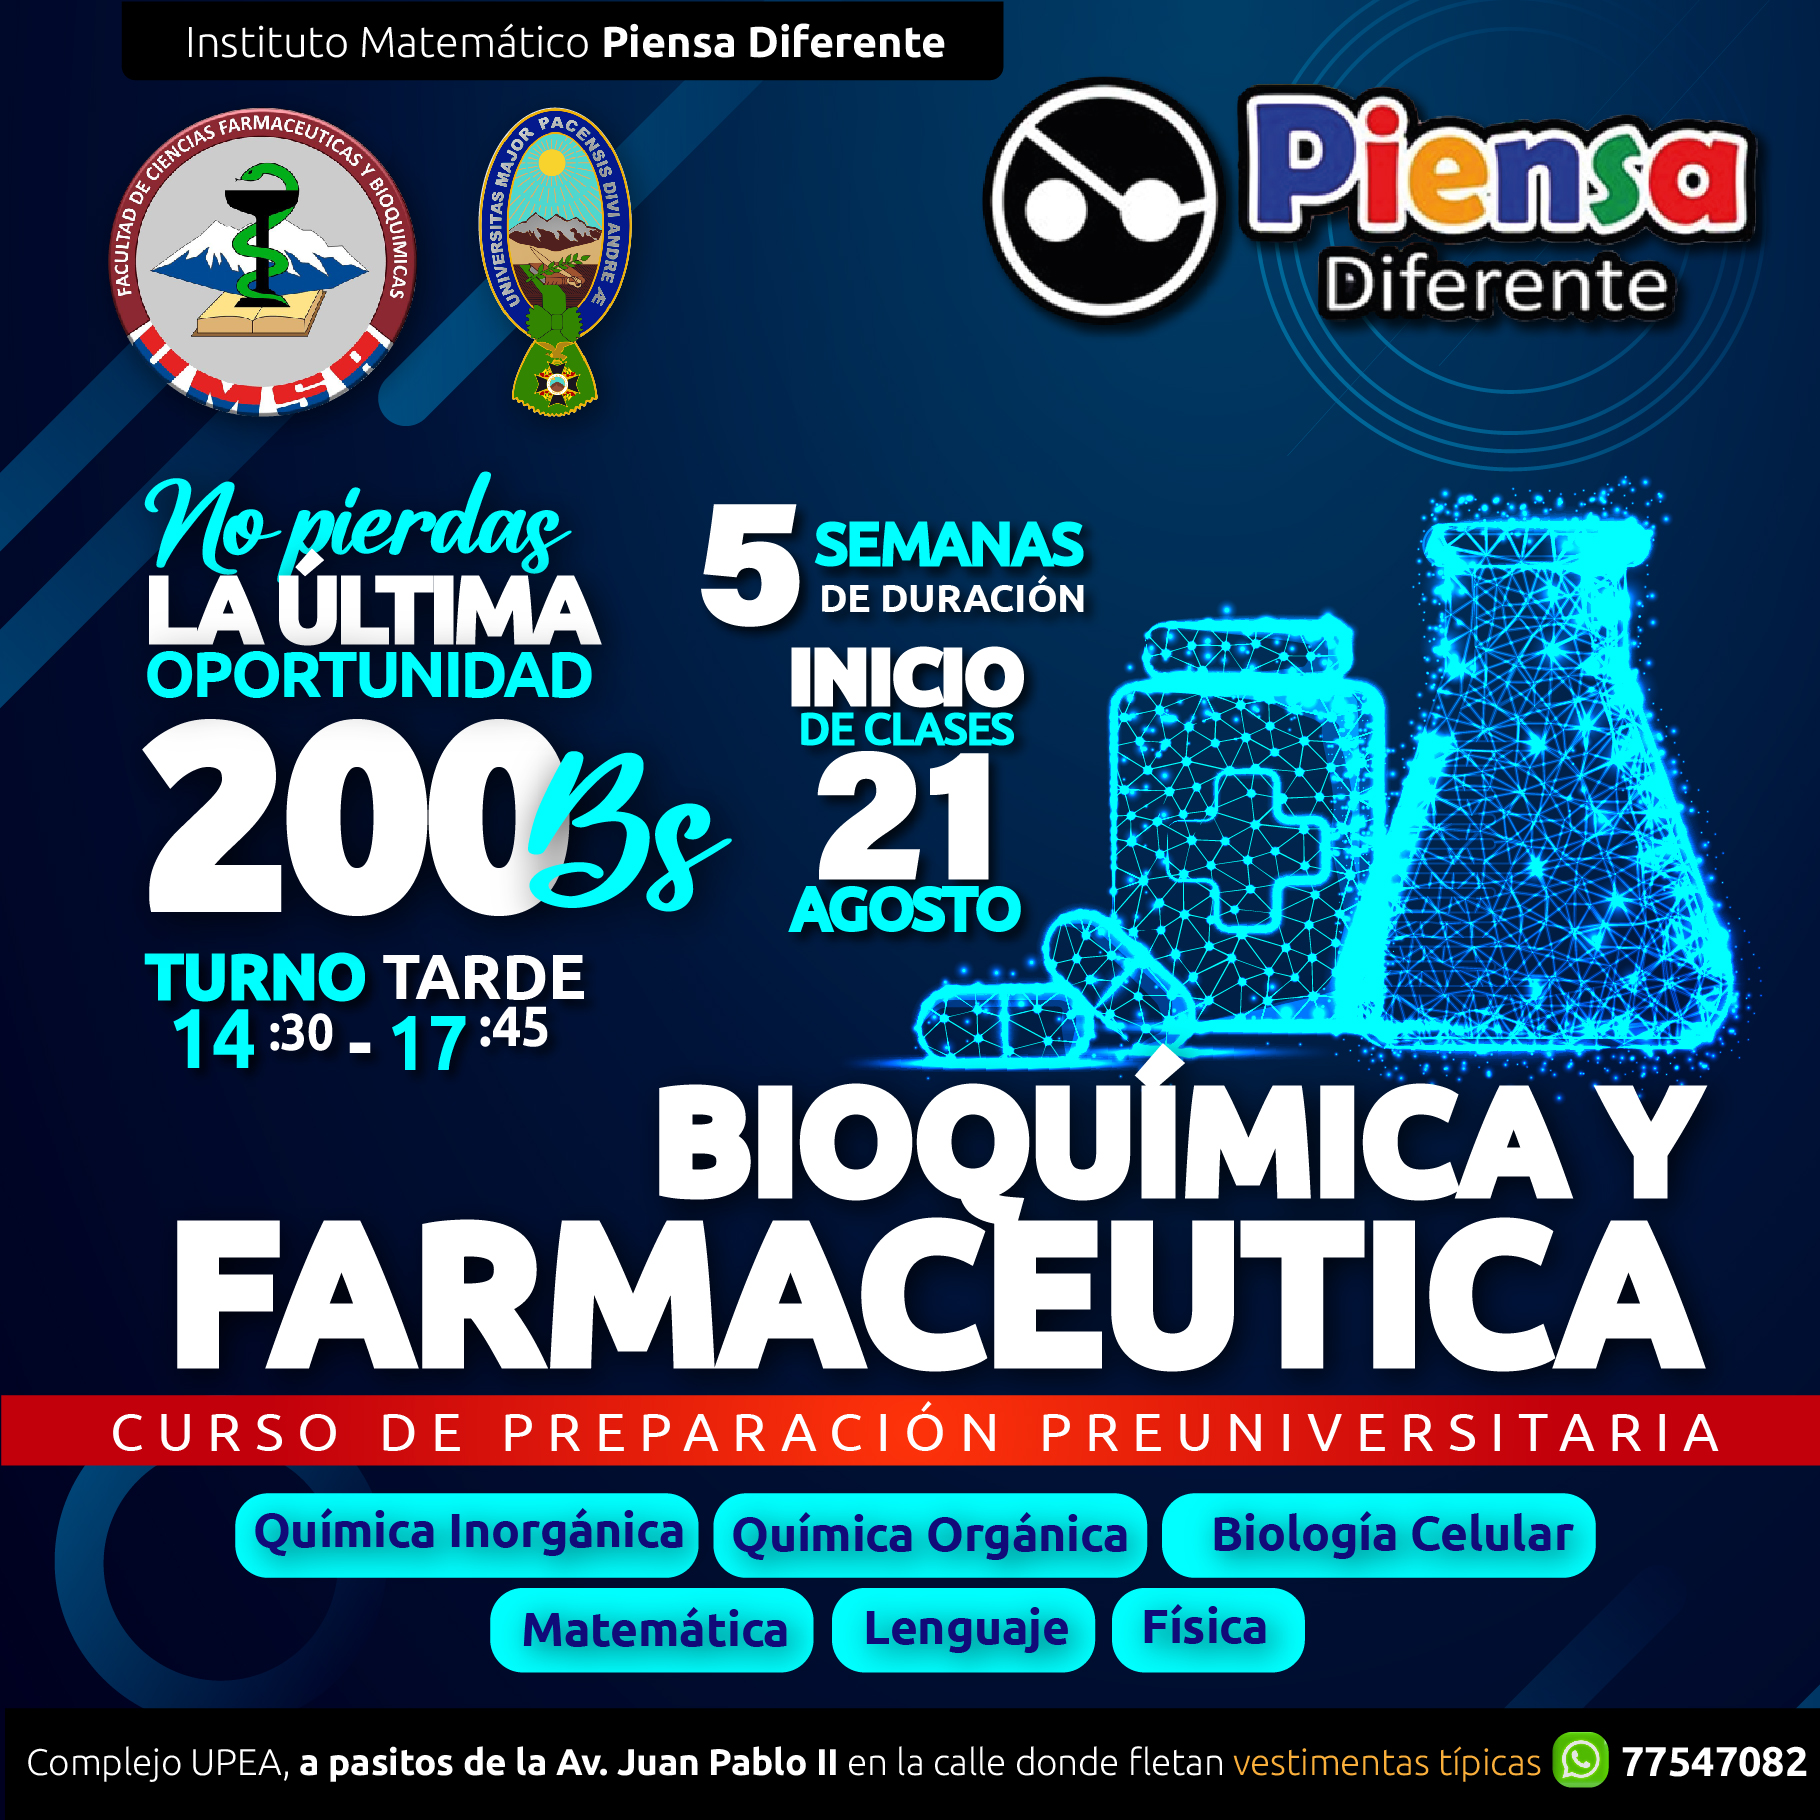 Instituto Matemático Piensa Diferente
FACULTAD DE CIENCIAS FARMACEUTICAS Y BIOQUIMICAS
U.M.S.A.
UNIVERSITAS MAJOR PACENSIS DIVI ANDRE Æ
Piensa
Diferente
No pierdas
LA ÚLTIMA
OPORTUNIDAD
200Bs
TURNO TARDE
14:30 - 17:45
5 SEMANAS
DE DURACIÓN
INICIO
DE CLASES
21
AGOSTO
BIOQUÍMICA Y
FARMACEUTICA
CURSO DE PREPARACIÓN PREUNIVERSITARIA
Química Inorgánica Química Orgánica Biología Celular
Matemática Lenguaje Física
Complejo UPEA, a pasitos de la Av. Juan Pablo II en la calle donde fletan vestimentas típicas 77547082